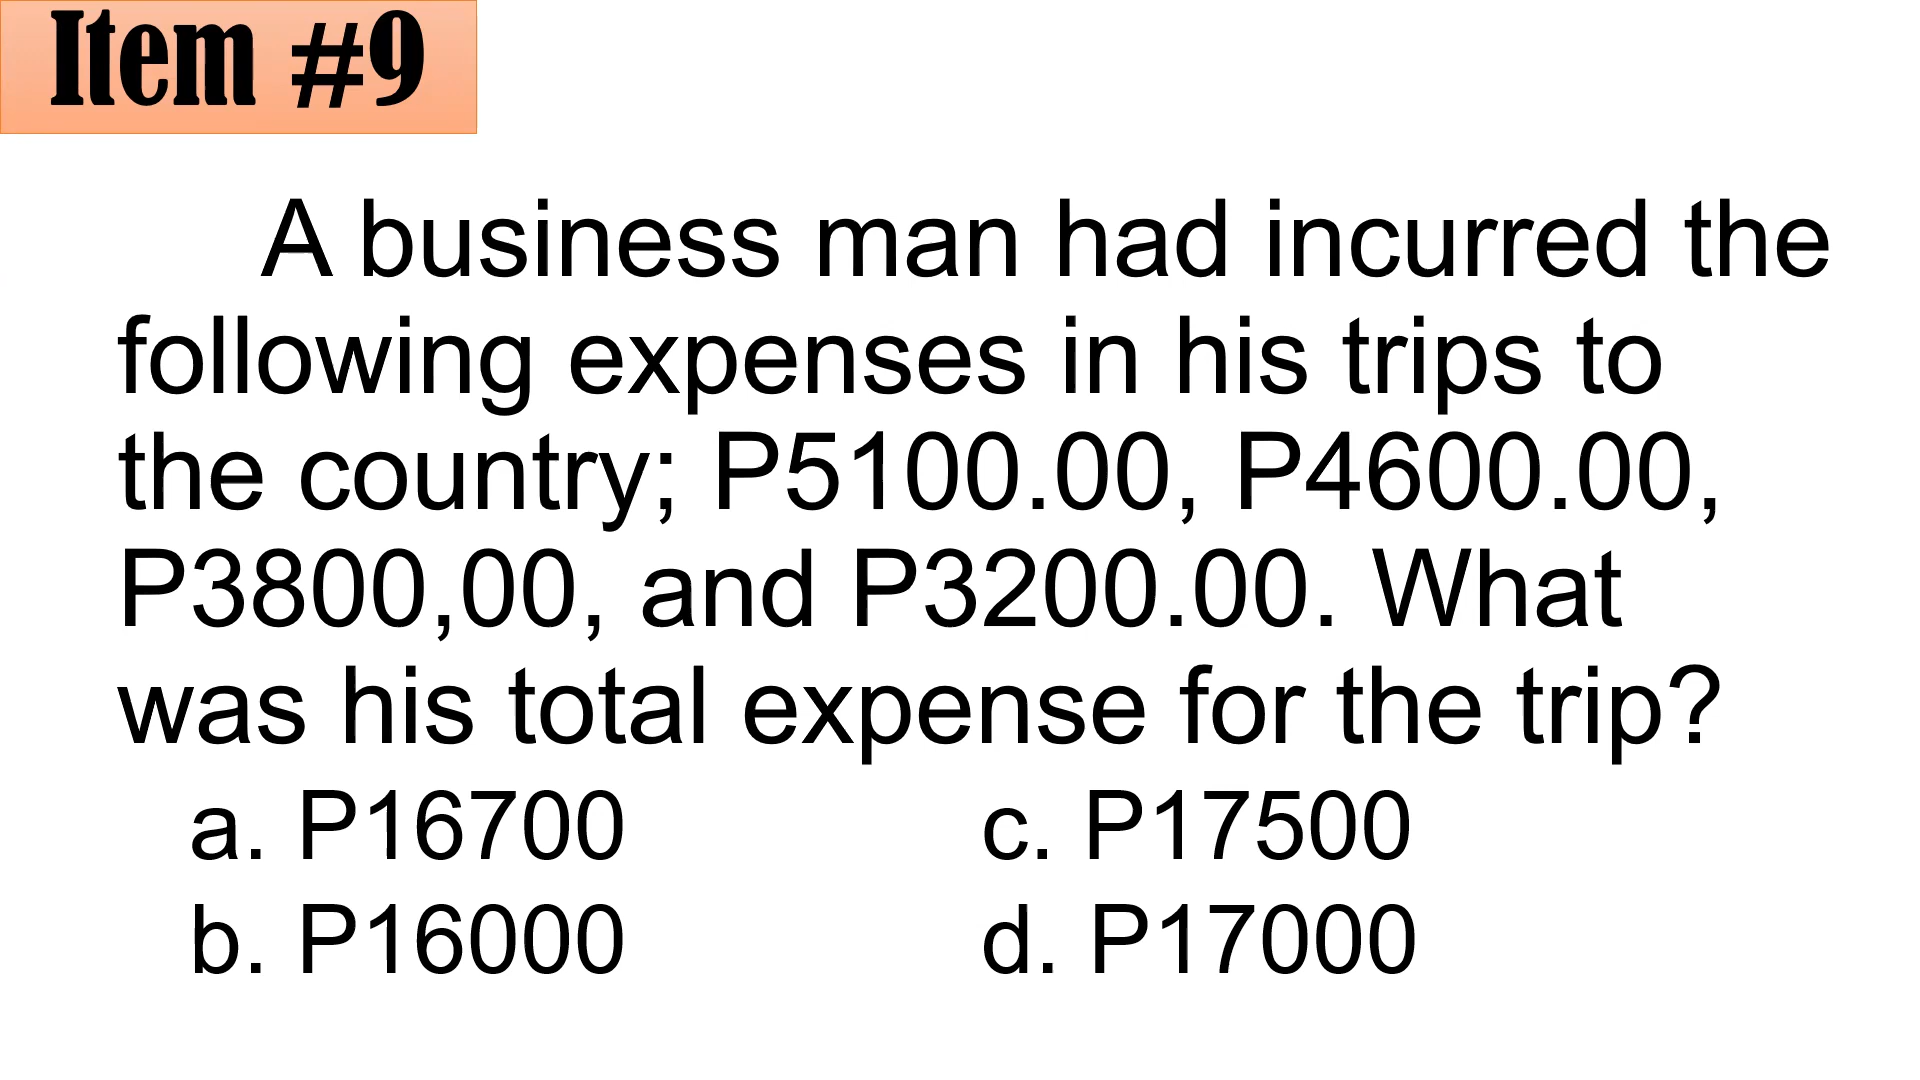 Item #9
A business man had incurred the
following expenses in his trips to
the country; P5100.00, P4600.00,
P3800,00, and P3200.00. What
was his total expense for the trip?
a. P16700 c. P17500
b. P16000 d. P17000